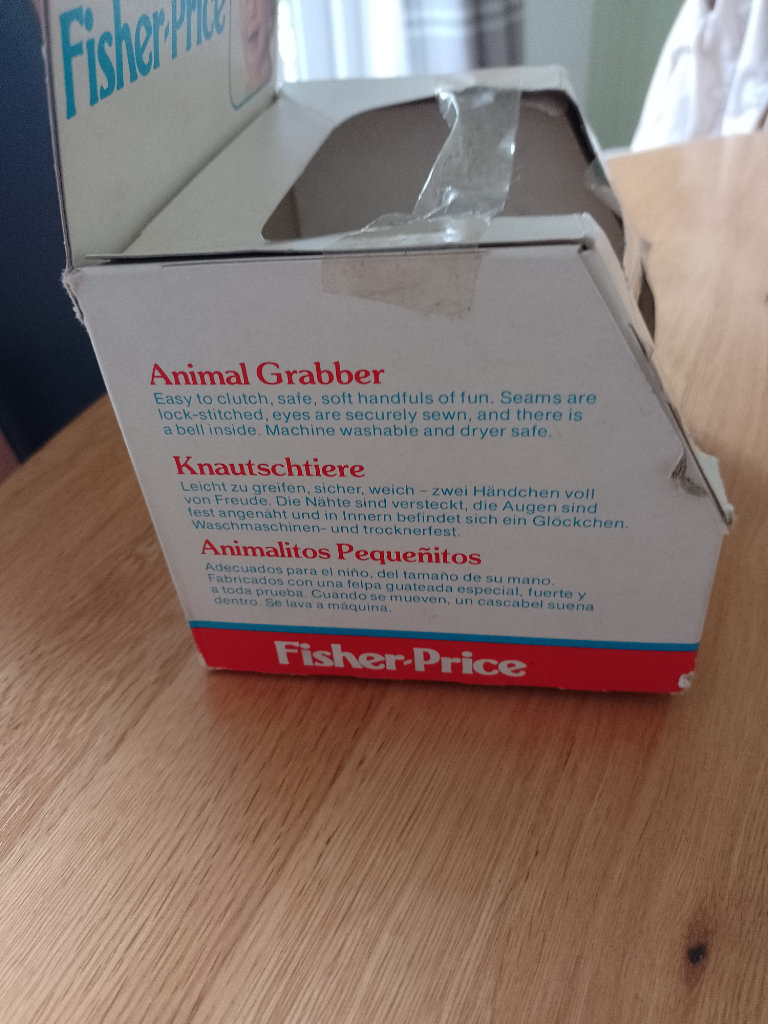 Fisher-Price
Animal Grabber
Easy to clutch, safe, soft handfuls of fun. Seams are
lock-stitched, eyes are securely sewn, and there is
a bell inside. Machine washable and dryer safe.
Knautschtiere
Leicht zu greifen, sicher, weich – zwei Händchen voll
von Freude. Die Nähte sind versteckt, die Augen sind
fest angenäht und in Innern befindet sich ein Glöckchen.
Waschmaschinen- und trocknerfest.
Animalitos Pequeñitos
Adecuados para el niño, del tamaño de su mano.
Fabricados con una felpa guateada especial, fuerte y
a toda prueba. Cuando se mueven, un cascabel suena
dentro. Se lava a máquina.
Fisher-Price